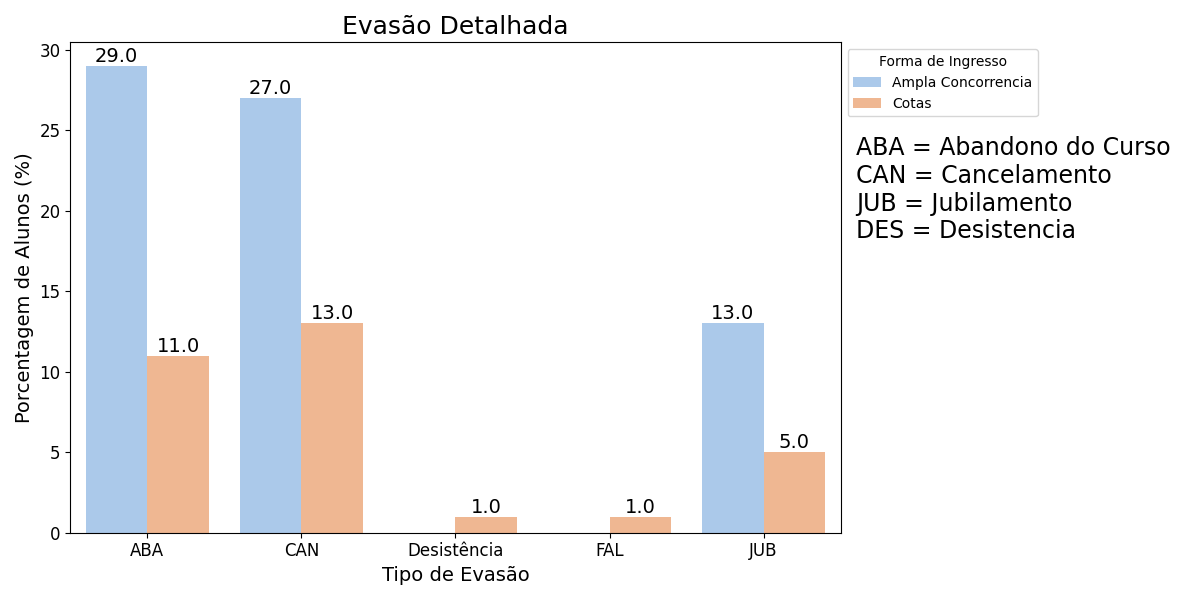 Evasão Detalhada
30
25
20
15
10
5
0
Porcentagem de Alunos (%)
29.0
11.0
27.0
13.0
1.0
1.0
13.0
5.0
ABA
CAN
Desistência
FAL
JUB
Tipo de Evasão
Forma de Ingresso
Ampla Concorrencia
Cotas
ABA = Abandono do Curso
CAN = Cancelamento
JUB = Jubilamento
DES = Desistencia